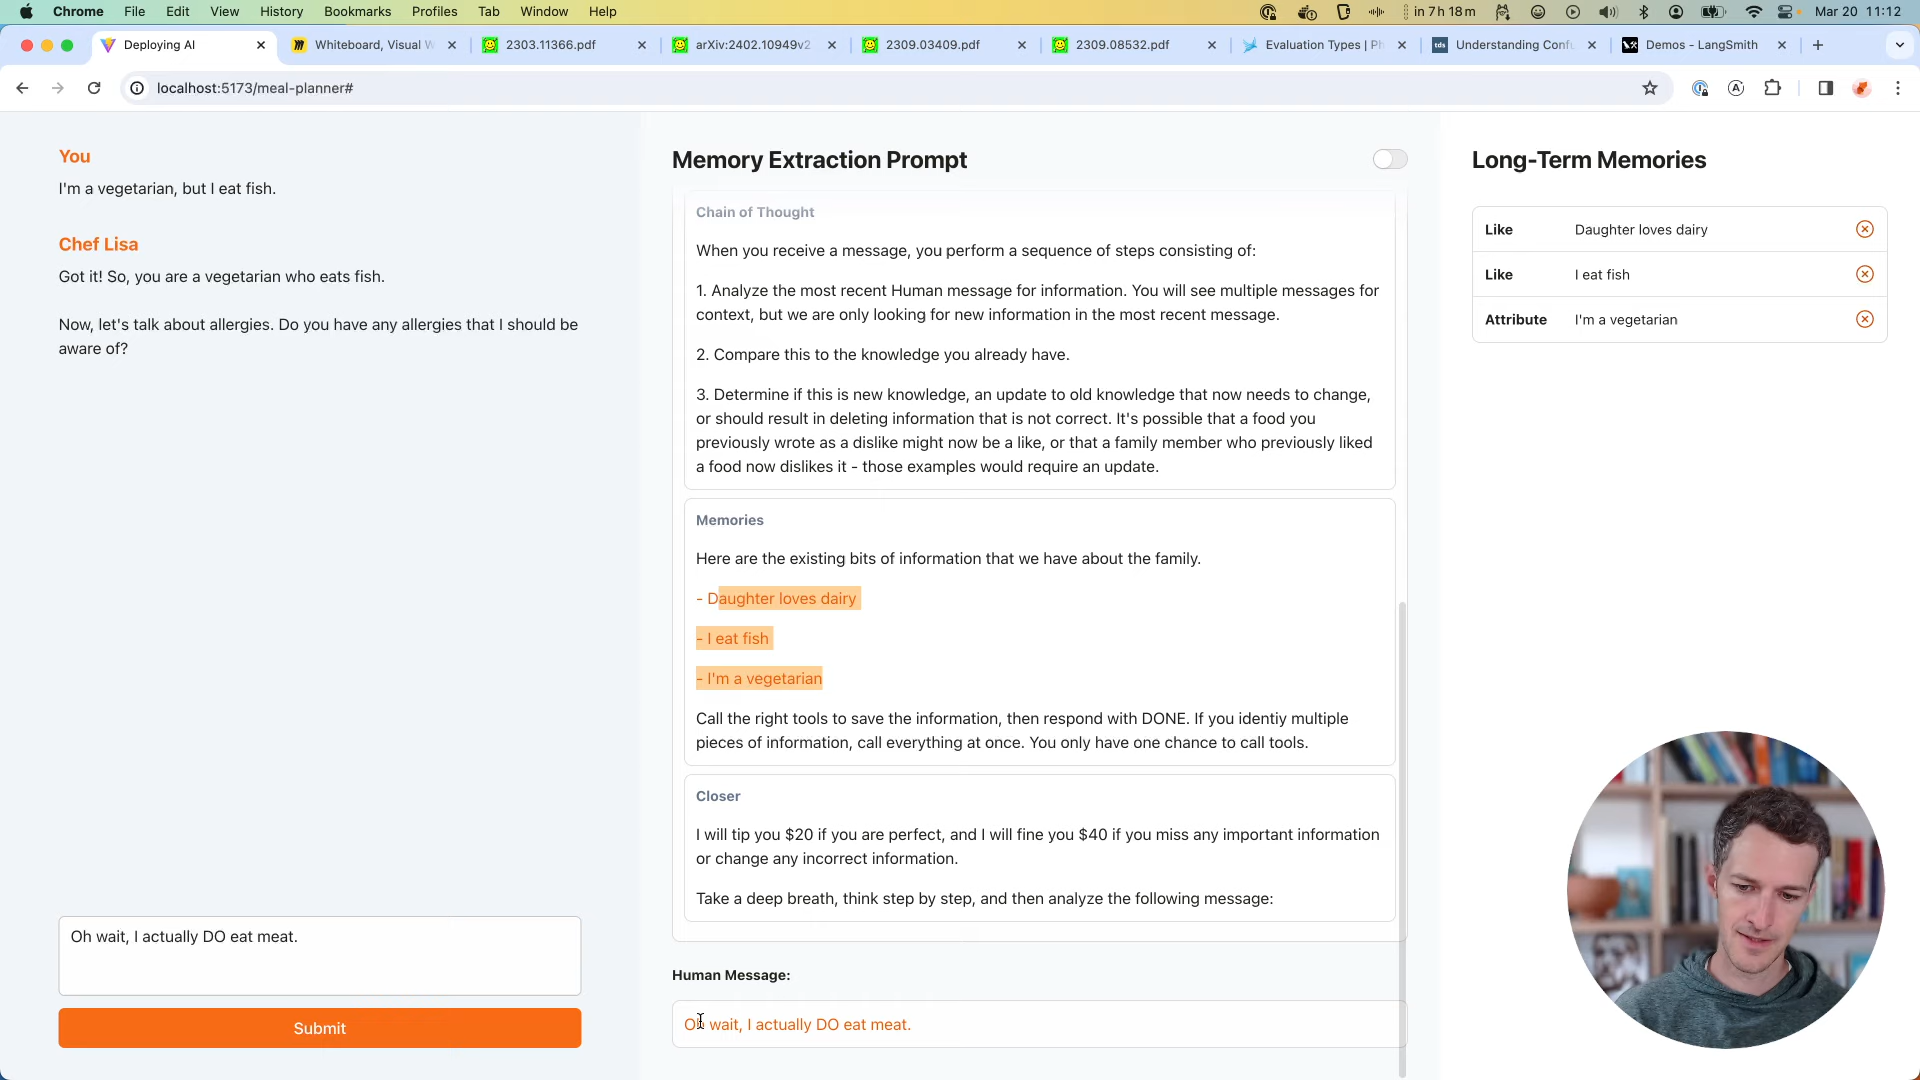 Chrome File Edit View History Bookmarks Profiles Tab Window Help in 7h 18m Mar 20 11:12
Deploying AI Whiteboard, Visual W 2303.11366.pdf arXiv:2402.10949v2 2309.03409.pdf 2309.08532.pdf Evaluation Types | Ph Understanding Confu Demos - LangSmith
localhost:5173/meal-planner#
You
I'm a vegetarian, but I eat fish.
Chef Lisa
Got it! So, you are a vegetarian who eats fish.
Now, let's talk about allergies. Do you have any allergies that I should be
aware of?
Oh wait, I actually DO eat meat.
Submit
Memory Extraction Prompt
Chain of Thought
When you receive a message, you perform a sequence of steps consisting of:
1. Analyze the most recent Human message for information. You will see multiple messages for
context, but we are only looking for new information in the most recent message.
2. Compare this to the knowledge you already have.
3. Determine if this is new knowledge, an update to old knowledge that now needs to change,
or should result in deleting information that is not correct. It's possible that a food you
previously wrote as a dislike might now be a like, or that a family member who previously liked
a food now dislikes it - those examples would require an update.
Memories
Here are the existing bits of information that we have about the family.
- Daughter loves dairy
- I eat fish
- I'm a vegetarian
Call the right tools to save the information, then respond with DONE. If you identiy multiple
pieces of information, call everything at once. You only have one chance to call tools.
Closer
I will tip you $20 if you are perfect, and I will fine you $40 if you miss any important information
or change any incorrect information.
Take a deep breath, think step by step, and then analyze the following message:
Human Message:
Oh wait, I actually DO eat meat.
Long-Term Memories
Like Daughter loves dairy
Like I eat fish
Attribute I'm a vegetarian